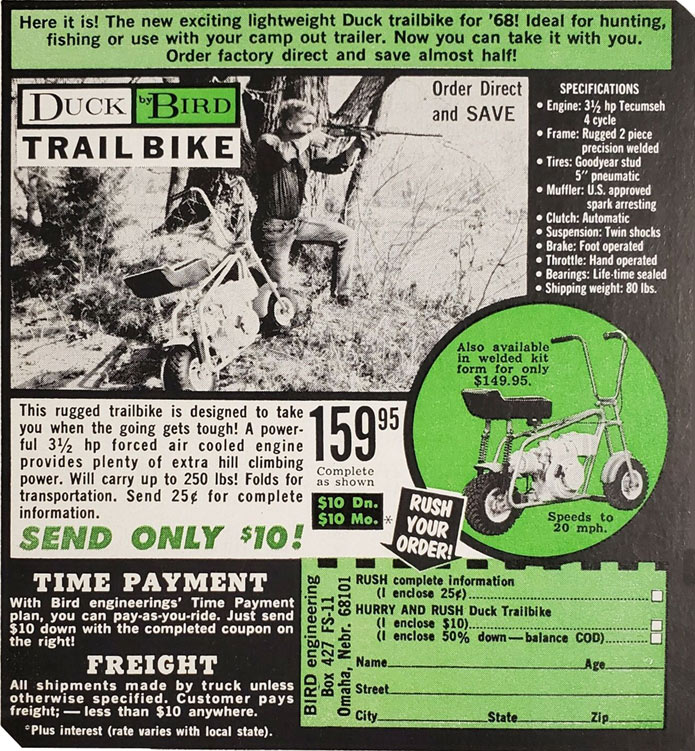 Here it is! The new exciting lightweight Duck trailbike for '68! Ideal for hunting,
fishing or use with your camp out trailer. Now you can take it with you.
Order factory direct and save almost half!
DUCK by BIRD
TRAIL BIKE
Order Direct
and SAVE
SPECIFICATIONS
• Engine: 3½ hp Tecumseh
4 cycle
• Frame: Rugged 2 piece
precision welded
• Tires: Goodyear stud
5" pneumatic
• Muffler: U.S. approved
spark arresting
• Clutch: Automatic
• Suspension: Twin shocks
• Brake: Foot operated
• Throttle: Hand operated
• Bearings: Life-time sealed
• Shipping weight: 80 lbs.
Also available
in welded kit
form for only
$149.95.
Speeds to
20 mph.
This rugged trailbike is designed to take
you when the going gets tough! A power-
ful 3½ hp forced air cooled engine
provides plenty of extra hill climbing
power. Will carry up to 250 lbs! Folds for
transportation. Send 25¢ for complete
information.
SEND ONLY $10!
159⁹⁵
Complete
as shown
$10 Dn.
$10 Mo.*
RUSH
YOUR
ORDER!
TIME PAYMENT
With Bird engineerings' Time Payment
plan, you can pay-as-you-ride. Just send
$10 down with the completed coupon on
the right!
FREIGHT
All shipments made by truck unless
otherwise specified. Customer pays
freight; — less than $10 anywhere.
*Plus interest (rate varies with local state).
BIRD engineering
Box 427 FS-11
Omaha, Nebr. 68101
RUSH complete information
(I enclose 25¢)
HURRY AND RUSH Duck Trailbike
(I enclose $10)
(I enclose 50% down—balance COD)
Name Age
Street
City State Zip